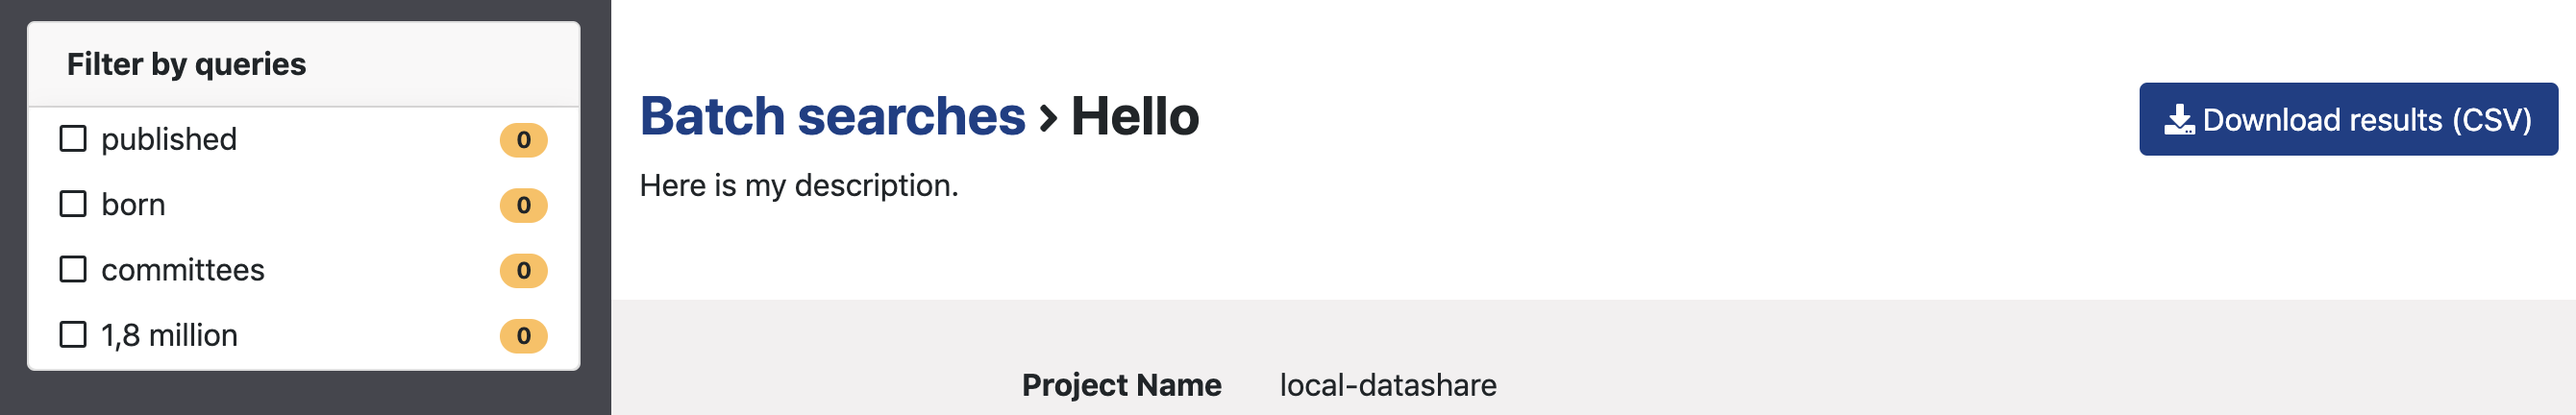 Filter by queries
published 0
born 0
committees 0
1,8 million 0
Batch searches › Hello
Download results (CSV)
Here is my description.
Project Name local-datashare